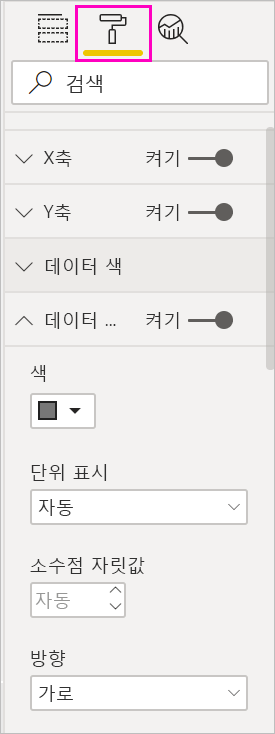 검색
X축 켜기
Y축 켜기
데이터 색
데이터 ... 켜기
색
단위 표시
자동
소수점 자릿값
자동
방향
가로